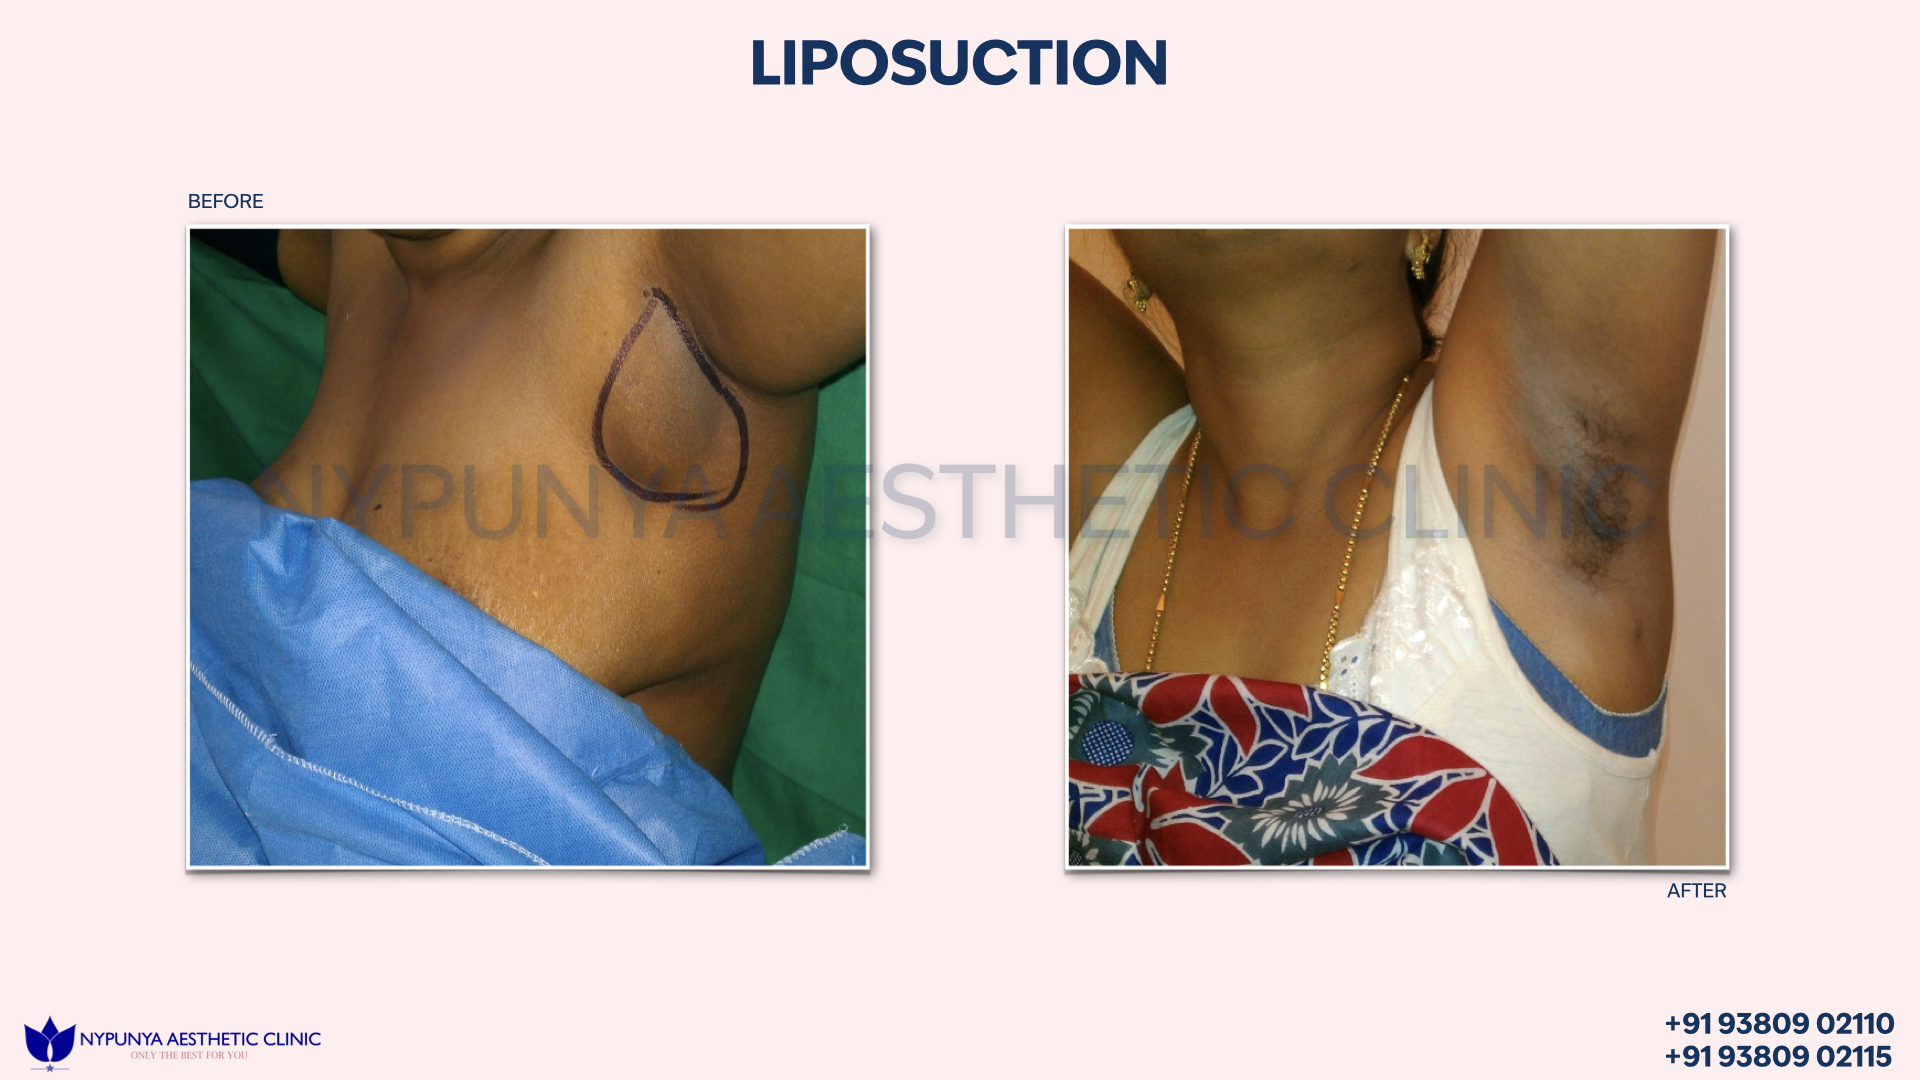 LIPOSUCTION
BEFORE
NYPUNYA AESTHETIC CLINIC
AFTER
NYPUNYA AESTHETIC CLINIC
ONLY THE BEST FOR YOU
+91 93809 02110
+91 93809 02115